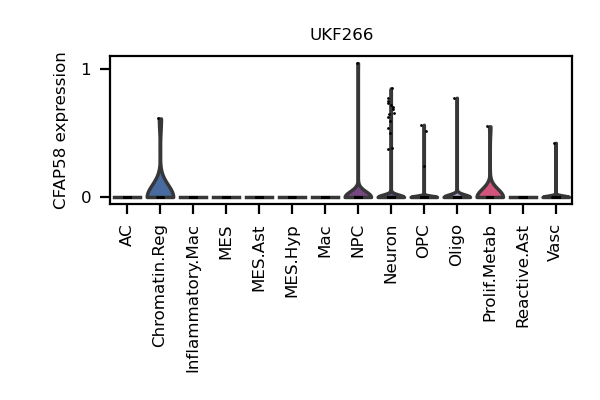 UKF266
CFAP58 expression
1
0
AC
Chromatin.Reg
Inflammatory.Mac
MES
MES.Ast
MES.Hyp
Mac
NPC
Neuron
OPC
Oligo
Prolif.Metab
Reactive.Ast
Vasc